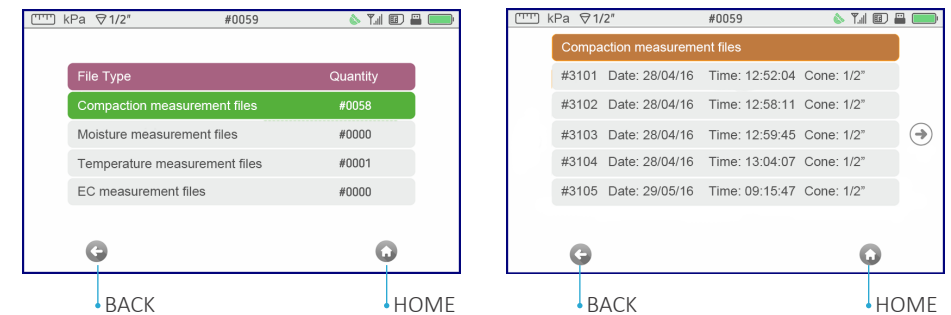 kPa 1/2" #0059
File Type Quantity
Compaction measurement files #0058
Moisture measurement files #0000
Temperature measurement files #0001
EC measurement files #0000
BACK HOME
kPa 1/2" #0059
Compaction measurement files
#3101 Date: 28/04/16 Time: 12:52:04 Cone: 1/2"
#3102 Date: 28/04/16 Time: 12:58:11 Cone: 1/2"
#3103 Date: 28/04/16 Time: 12:59:45 Cone: 1/2"
#3104 Date: 28/04/16 Time: 13:04:07 Cone: 1/2"
#3105 Date: 29/05/16 Time: 09:15:47 Cone: 1/2"
BACK HOME